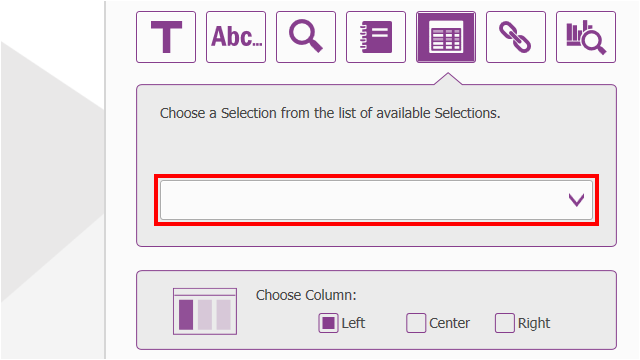 T
Abc...
Choose a Selection from the list of available Selections.
Choose Column:
Left Center Right